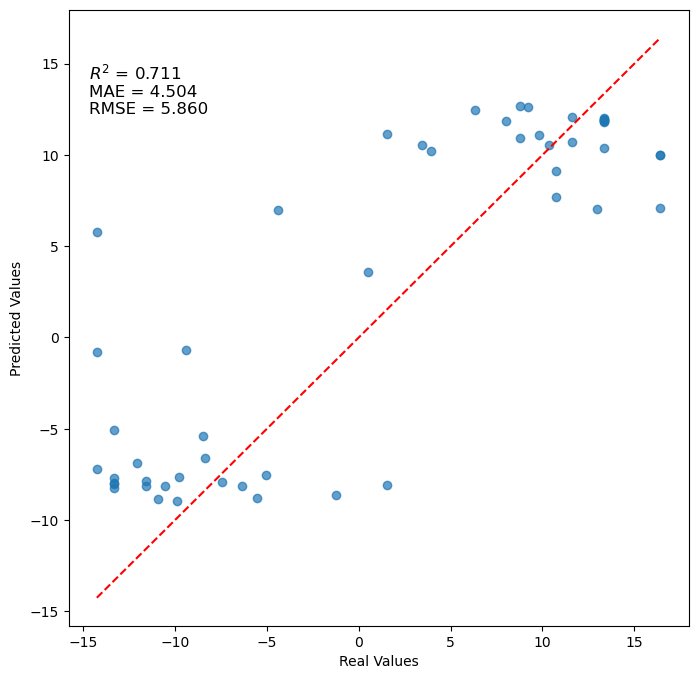 R² = 0.711
MAE = 4.504
RMSE = 5.860
15
10
5
0
−5
−10
−15
Predicted Values
−15 −10 −5 0 5 10 15
Real Values